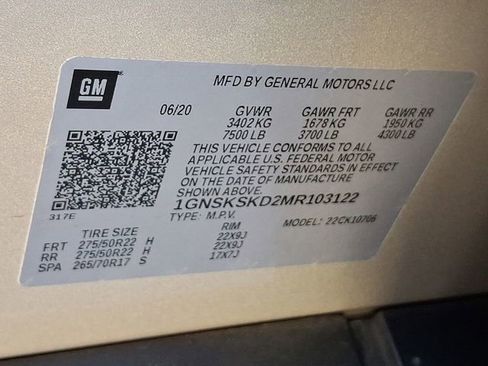 GM
MFD BY GENERAL MOTORS LLC
06/20 GVWR GAWR FRT GAWR RR
3402 KG 1678 KG 1950 KG
7500 LB 3700 LB 4300 LB
THIS VEHICLE CONFORMS TO ALL
APPLICABLE U.S. FEDERAL MOTOR
VEHICLE SAFETY STANDARDS IN EFFECT
ON THE DATE OF MANUFACTURE
SHOWN ABOVE.
317E 1GNSKSKD2MR103122
TYPE: M.P.V. MODEL: 22CK10706
TIRE SIZE RIM
FRT 275/50R22 H 22X9J
RR 275/50R22 H 22X9J
SPA 265/70R17 S 17X7J